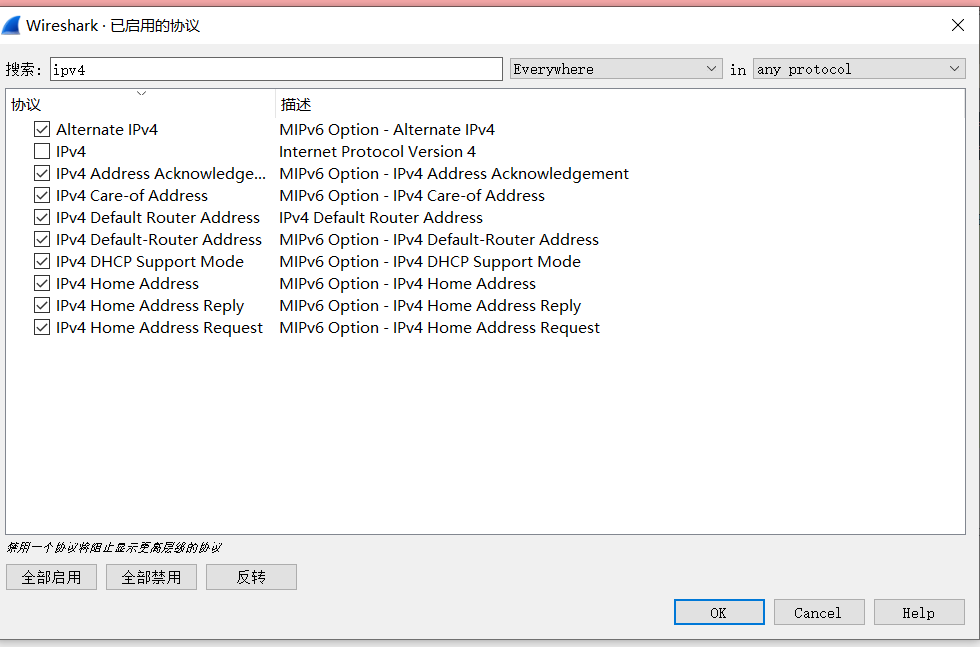 Wireshark · 已启用的协议
搜索: ipv4 Everywhere in any protocol
协议 描述
Alternate IPv4 MIPv6 Option - Alternate IPv4
IPv4 Internet Protocol Version 4
IPv4 Address Acknowledge... MIPv6 Option - IPv4 Address Acknowledgement
IPv4 Care-of Address MIPv6 Option - IPv4 Care-of Address
IPv4 Default Router Address IPv4 Default Router Address
IPv4 Default-Router Address MIPv6 Option - IPv4 Default-Router Address
IPv4 DHCP Support Mode MIPv6 Option - IPv4 DHCP Support Mode
IPv4 Home Address MIPv6 Option - IPv4 Home Address
IPv4 Home Address Reply MIPv6 Option - IPv4 Home Address Reply
IPv4 Home Address Request MIPv6 Option - IPv4 Home Address Request
禁用一个协议将阻止显示更高层级的协议
全部启用 全部禁用 反转
OK Cancel Help